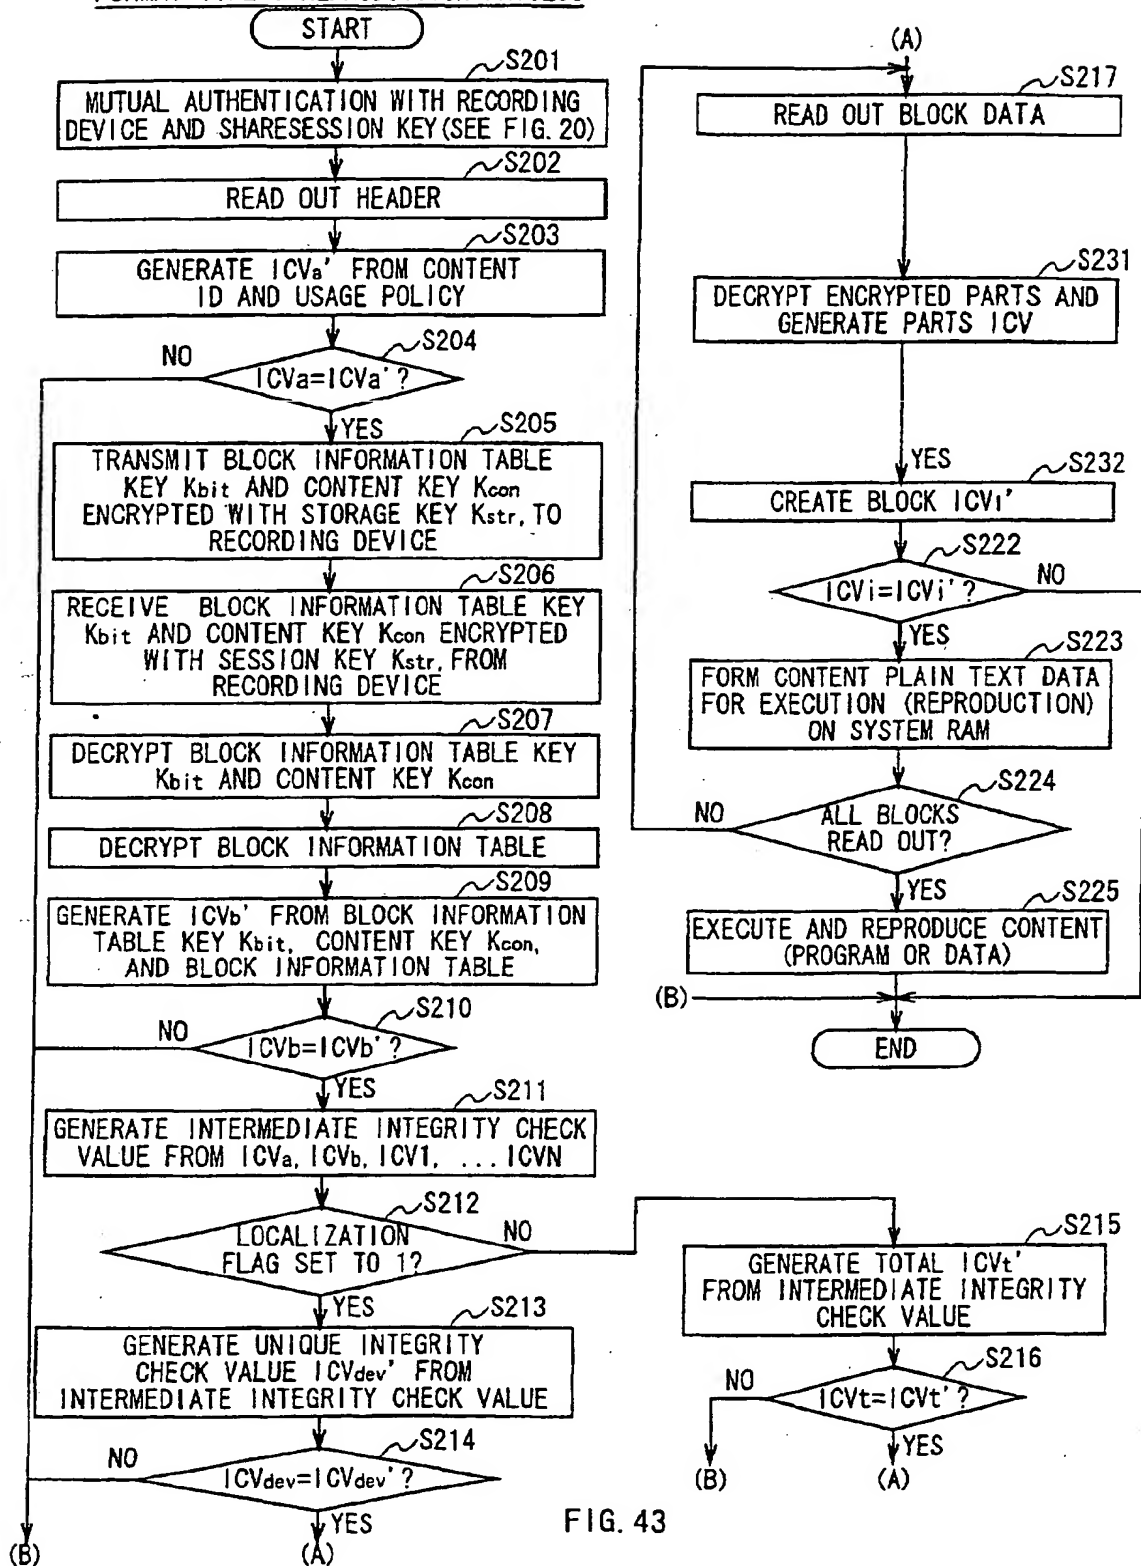 START
S201
MUTUAL AUTHENTICATION WITH RECORDING
DEVICE AND SHARESESSION KEY(SEE FIG. 20)
S202
READ OUT HEADER
S203
GENERATE ICVa' FROM CONTENT
ID AND USAGE POLICY
S204
NO
ICVa=ICVa'?
YES
S205
TRANSMIT BLOCK INFORMATION TABLE
KEY Kbit AND CONTENT KEY Kcon
ENCRYPTED WITH STORAGE KEY Kstr, TO
RECORDING DEVICE
S206
RECEIVE BLOCK INFORMATION TABLE KEY
Kbit AND CONTENT KEY Kcon ENCRYPTED
WITH SESSION KEY Kstr, FROM
RECORDING DEVICE
S207
DECRYPT BLOCK INFORMATION TABLE KEY
Kbit AND CONTENT KEY Kcon
S208
DECRYPT BLOCK INFORMATION TABLE
S209
GENERATE ICVb' FROM BLOCK INFORMATION
TABLE KEY Kbit, CONTENT KEY Kcon,
AND BLOCK INFORMATION TABLE
S210
NO
ICVb=ICVb'?
YES
S211
GENERATE INTERMEDIATE INTEGRITY CHECK
VALUE FROM ICVa, ICVb, ICV1, ...ICVN
S212
NO
LOCALIZATION
FLAG SET TO 1?
YES
S213
GENERATE UNIQUE INTEGRITY
CHECK VALUE ICVdev' FROM
INTERMEDIATE INTEGRITY CHECK VALUE
S214
NO
ICVdev=ICVdev'?
YES
(B)
(A)
(A)
S217
READ OUT BLOCK DATA
S231
DECRYPT ENCRYPTED PARTS AND
GENERATE PARTS ICV
YES
S232
CREATE BLOCK ICVi'
S222
ICVi=ICVi'?
NO
YES
S223
FORM CONTENT PLAIN TEXT DATA
FOR EXECUTION (REPRODUCTION)
ON SYSTEM RAM
S224
NO
ALL BLOCKS
READ OUT?
YES
S225
EXECUTE AND REPRODUCE CONTENT
(PROGRAM OR DATA)
(B)
END
S215
GENERATE TOTAL ICVt'
FROM INTERMEDIATE INTEGRITY
CHECK VALUE
S216
NO
ICVt=ICVt'?
YES
(B)
(A)
FIG. 43